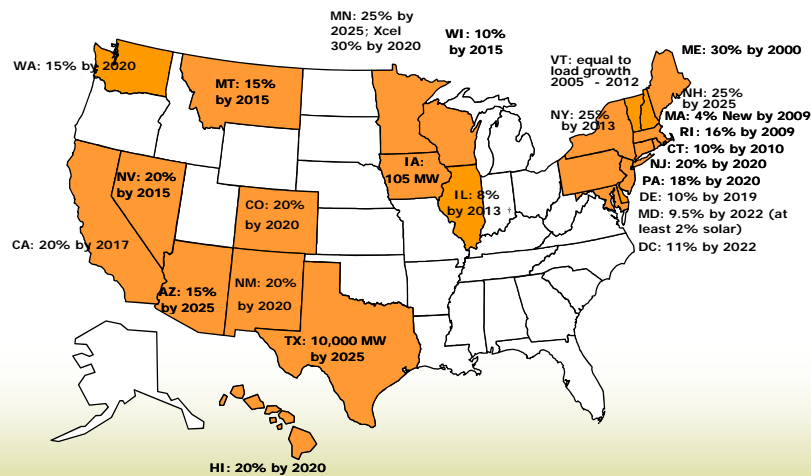 MN: 25% by
2025; Xcel
30% by 2020
WI: 10%
by 2015
ME: 30% by 2000
VT: equal to
load growth
2005 - 2012
WA: 15% by 2020
MT: 15%
by 2015
NH: 25%
by 2025
NY: 25%
by 2013
MA: 4% New by 2009
RI: 16% by 2009
CT: 10% by 2010
NJ: 20% by 2020
PA: 18% by 2020
DE: 10% by 2019
MD: 9.5% by 2022 (at
least 2% solar)
DC: 11% by 2022
IA:
105 MW
NV: 20%
by 2015
IL: 8%
by 2013 †
CO: 20%
by 2020
CA: 20% by 2017
AZ: 15%
by 2025
NM: 20%
by 2020
TX: 10,000 MW
by 2025
HI: 20% by 2020